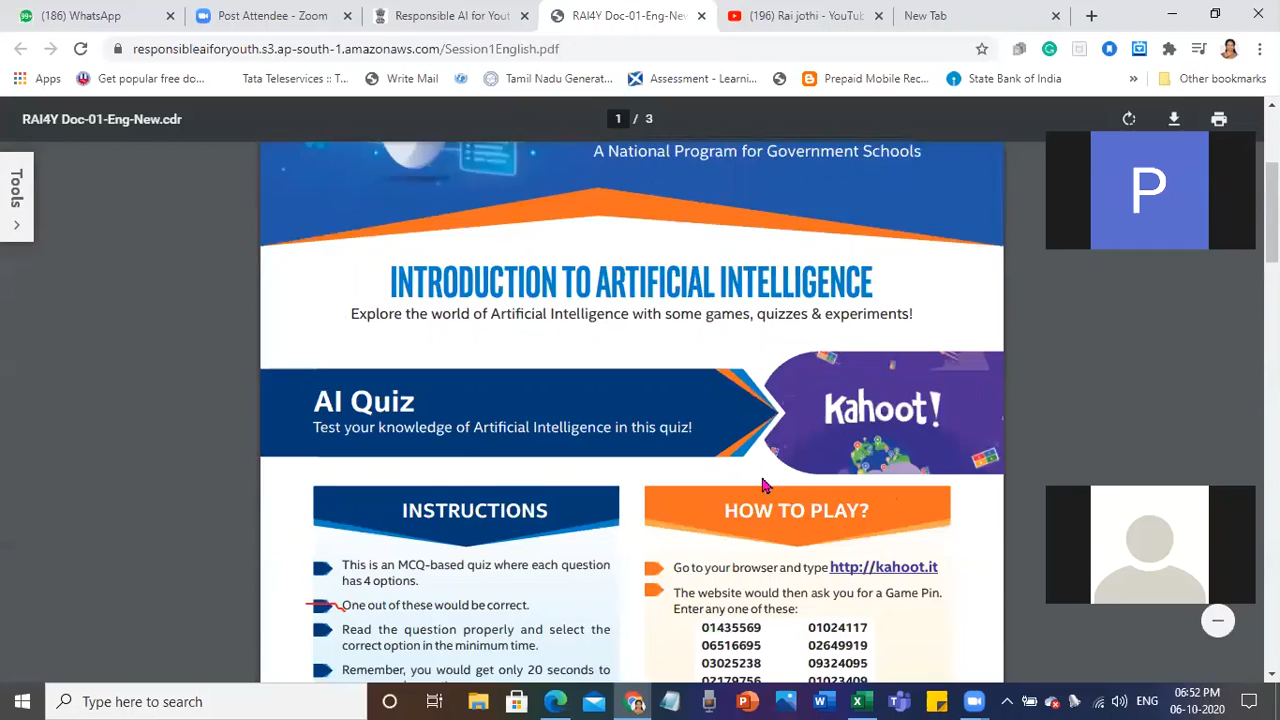 (186) WhatsApp
Post Attendee - Zoom
Responsible AI for Yout
RAI4Y Doc-01-Eng-New.
(196) Rai jothi - YouTub
New Tab
responsibleaiforyouth.s3.ap-south-1.amazonaws.com/Session1English.pdf
Apps
Get popular free do...
Tata Teleservices :: T...
Write Mail
Tamil Nadu Generat...
Assessment - Learni...
Prepaid Mobile Rec...
State Bank of India
»
Other bookmarks
RAI4Y Doc-01-Eng-New.cdr
1 / 3
Tools
P
A National Program for Government Schools
INTRODUCTION TO ARTIFICIAL INTELLIGENCE
Explore the world of Artificial Intelligence with some games, quizzes & experiments!
AI Quiz
Test your knowledge of Artificial Intelligence in this quiz!
Kahoot!
INSTRUCTIONS
This is an MCQ-based quiz where each question
has 4 options.
One out of these would be correct.
Read the question properly and select the
correct option in the minimum time.
Remember, you would get only 20 seconds to
HOW TO PLAY?
Go to your browser and type http://kahoot.it
The website would then ask you for a Game Pin.
Enter any one of these:
01435569 01024117
06516695 02649919
03025238 09324095
02179756 01023409
Type here to search
ENG
06:52 PM
06-10-2020